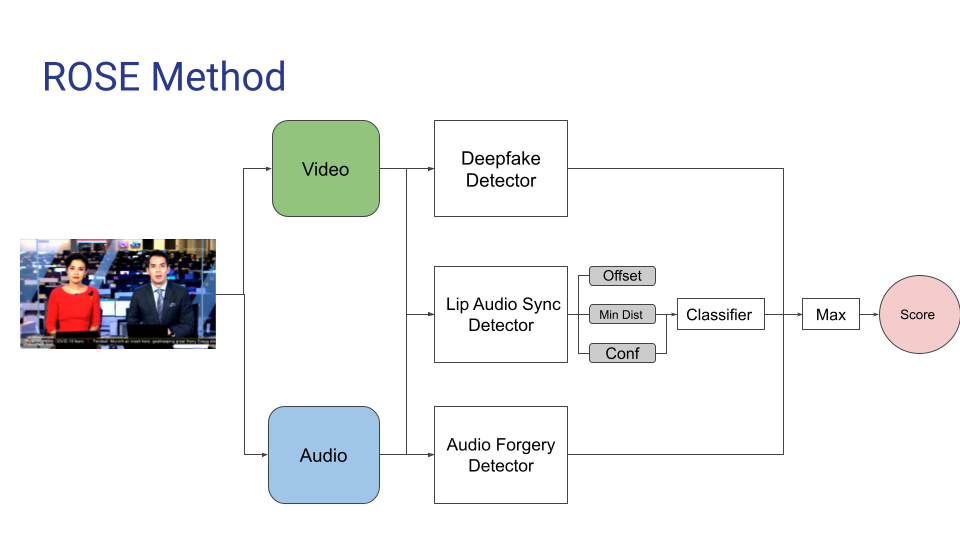 ROSE Method
Video
Deepfake
Detector
Lip Audio Sync
Detector
Offset
Min Dist
Conf
Classifier
Max
Score
Audio
Audio Forgery
Detector